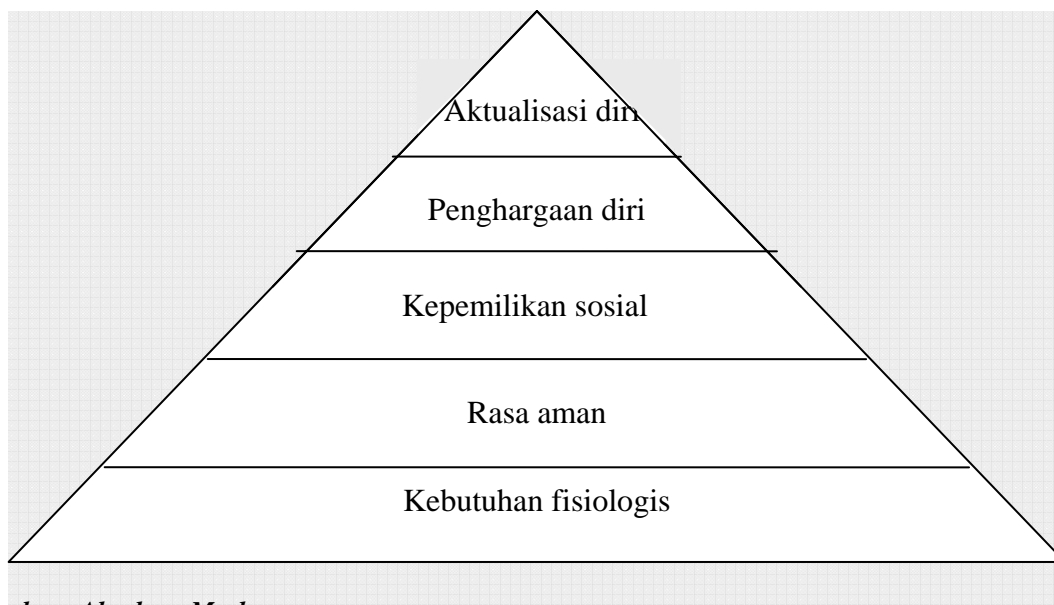 Aktualisasi diri
Penghargaan diri
Kepemilikan sosial
Rasa aman
Kebutuhan fisiologis